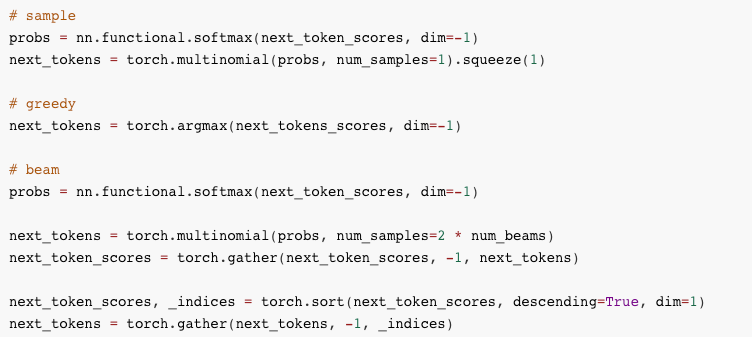 # sample
probs = nn.functional.softmax(next_token_scores, dim=-1)
next_tokens = torch.multinomial(probs, num_samples=1).squeeze(1)
# greedy
next_tokens = torch.argmax(next_tokens_scores, dim=-1)
# beam
probs = nn.functional.softmax(next_token_scores, dim=-1)
next_tokens = torch.multinomial(probs, num_samples=2 * num_beams)
next_token_scores = torch.gather(next_token_scores, -1, next_tokens)
next_token_scores, _indices = torch.sort(next_token_scores, descending=True, dim=1)
next_tokens = torch.gather(next_tokens, -1, _indices)